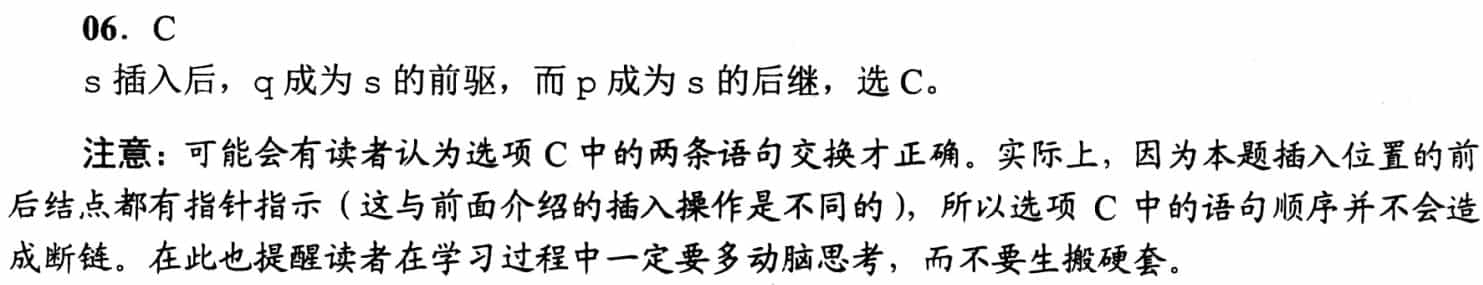 06. C
s 插入后，q 成为 s 的前驱，而 p 成为 s 的后继，选 C。
注意：可能会有读者认为选项 C 中的两条语句交换才正确。实际上，因为本题插入位置的前
后结点都有指针指示（这与前面介绍的插入操作是不同的），所以选项 C 中的语句顺序并不会造
成断链。在此也提醒读者在学习过程中一定要多动脑思考，而不要生搬硬套。